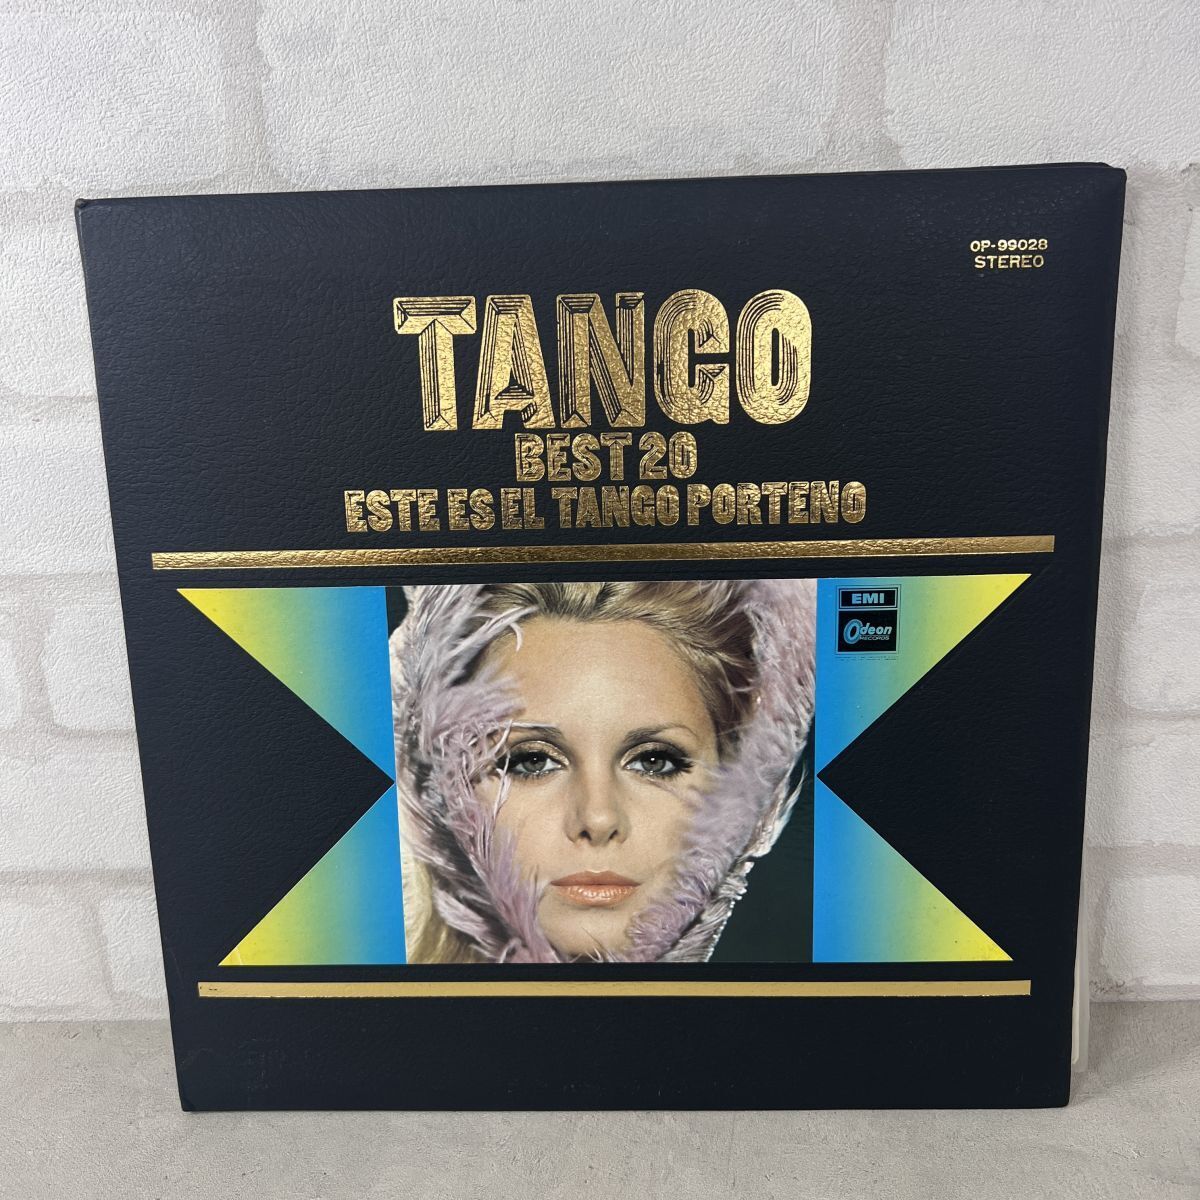 OP-99028
STEREO
TANGO
BEST 20
ESTE ES EL TANGO PORTENO
EMI
Odeon
RECORDS